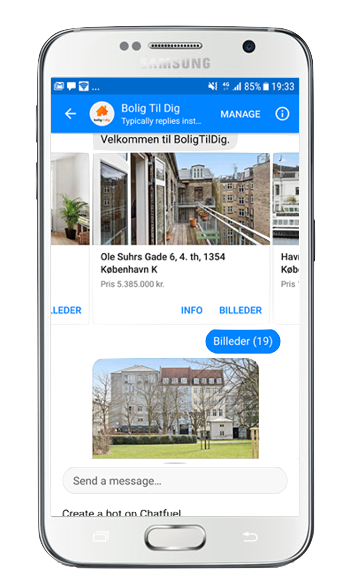 SAMSUNG
... 4G 85% 19:33
Bolig Til Dig
Typically replies inst...
MANAGE
Velkommen til BoligTilDig.
Ole Suhrs Gade 6, 4. th, 1354
København K
Pris 5.385.000 kr.
LLEDER
INFO
BILLEDER
Hav
Køb
Pris
Billeder (19)
Send a message...
Create a bot on Chatfuel